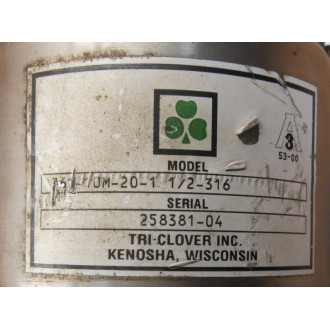 A
3
53-00
MODEL
UM-20-1 1/2-316
SERIAL
258381-04
TRI-CLOVER INC.
KENOSHA, WISCONSIN